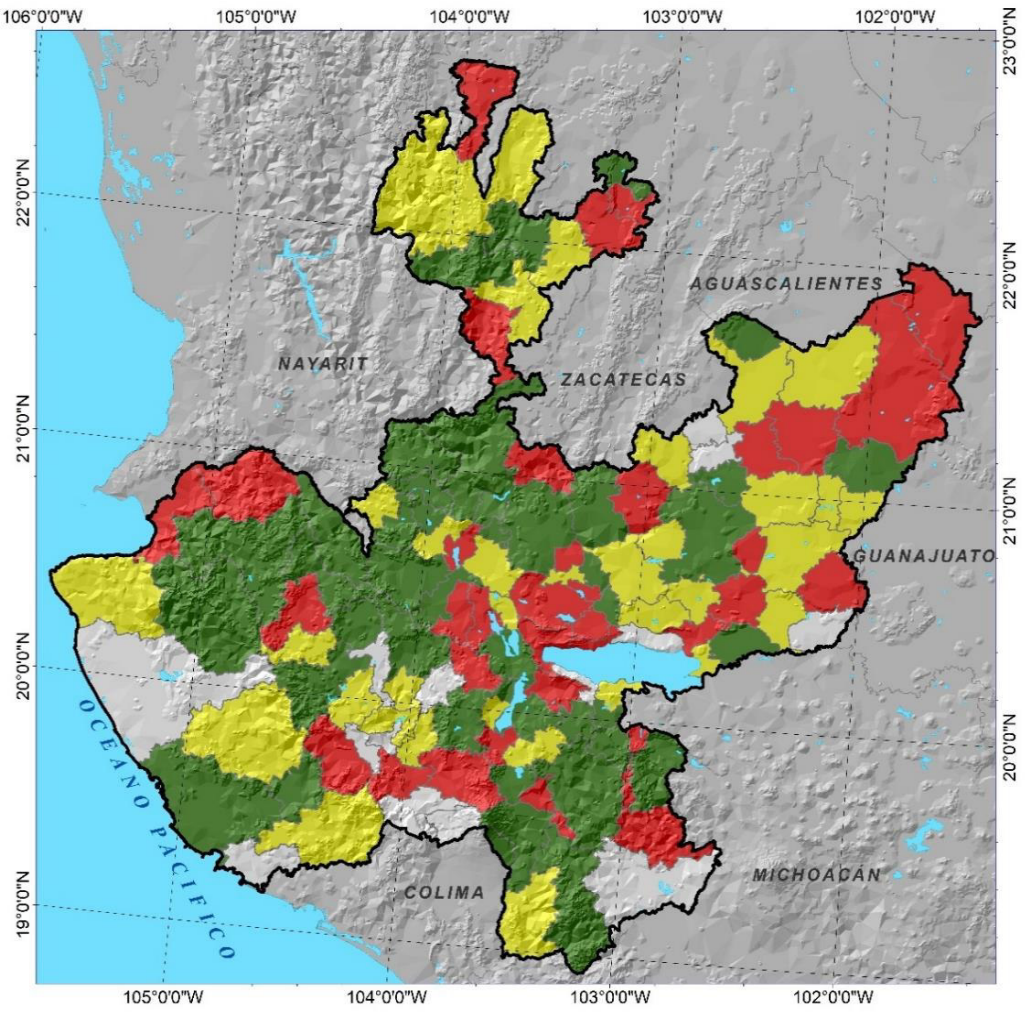 106°0'0"W 105°0'0"W 104°0'0"W 103°0'0"W 102°0'0"W
23°0'0"N
22°0'0"N
22°0'0"N
AGUASCALIENTES
NAYARIT
ZACATECAS
21°0'0"N
21°0'0"N
GUANAJUATO
20°0'0"N
20°0'0"N
OCEANO PACIFICO
MICHOACÁN
COLIMA
19°0'0"N
105°0'0"W 104°0'0"W 103°0'0"W 102°0'0"W